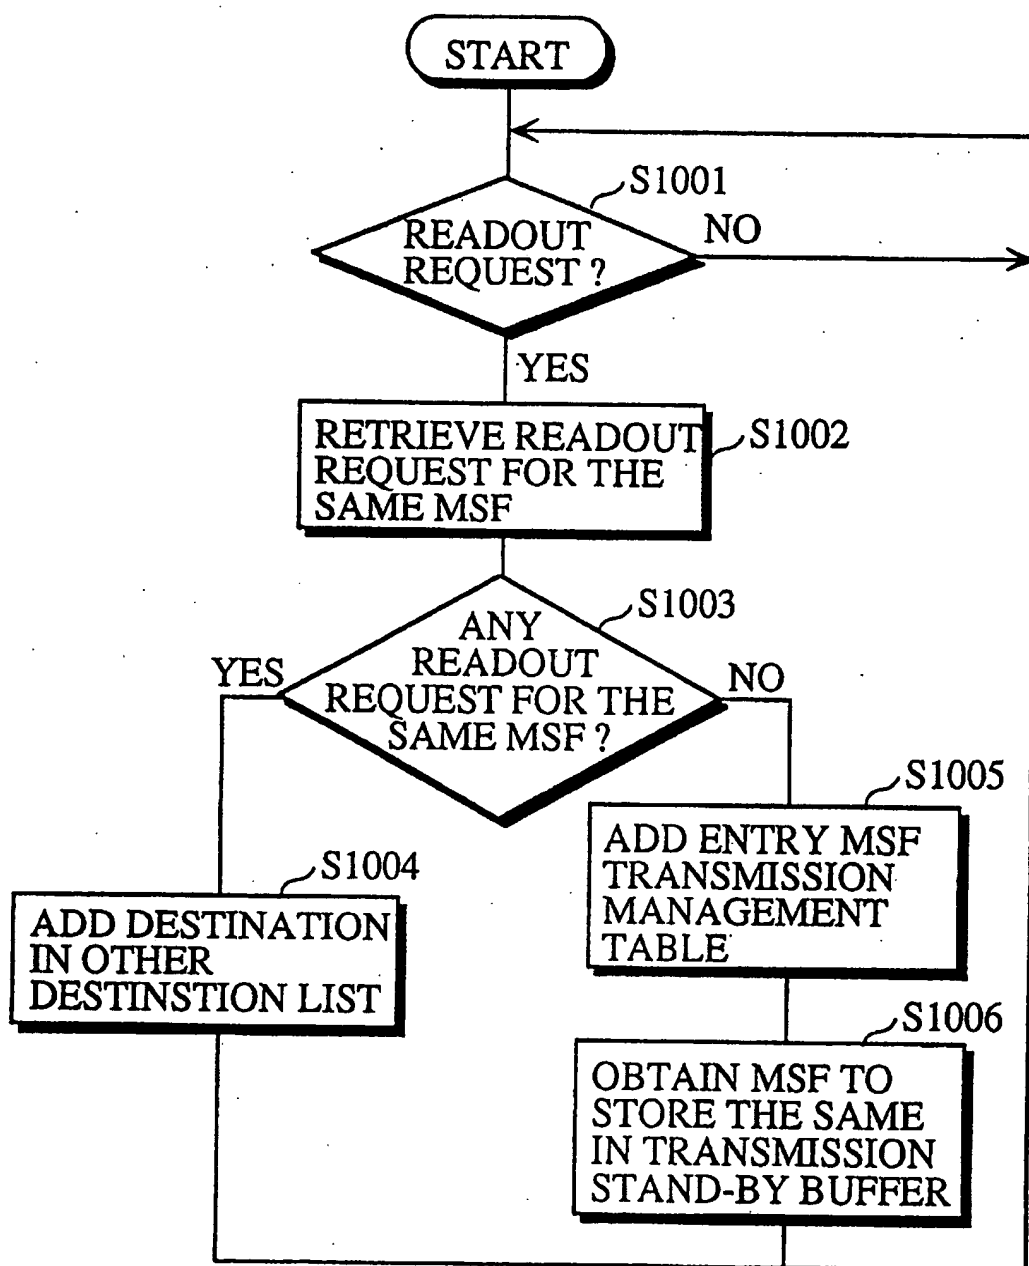 START
S1001
READOUT
REQUEST ?
NO
YES
RETRIEVE READOUT
REQUEST FOR THE
SAME MSF
S1002
S1003
ANY
READOUT
REQUEST FOR THE
SAME MSF ?
YES
NO
S1004
ADD DESTINATION
IN OTHER
DESTINSTION LIST
S1005
ADD ENTRY MSF
TRANSMISSION
MANAGEMENT
TABLE
S1006
OBTAIN MSF TO
STORE THE SAME
IN TRANSMISSION
STAND-BY BUFFER